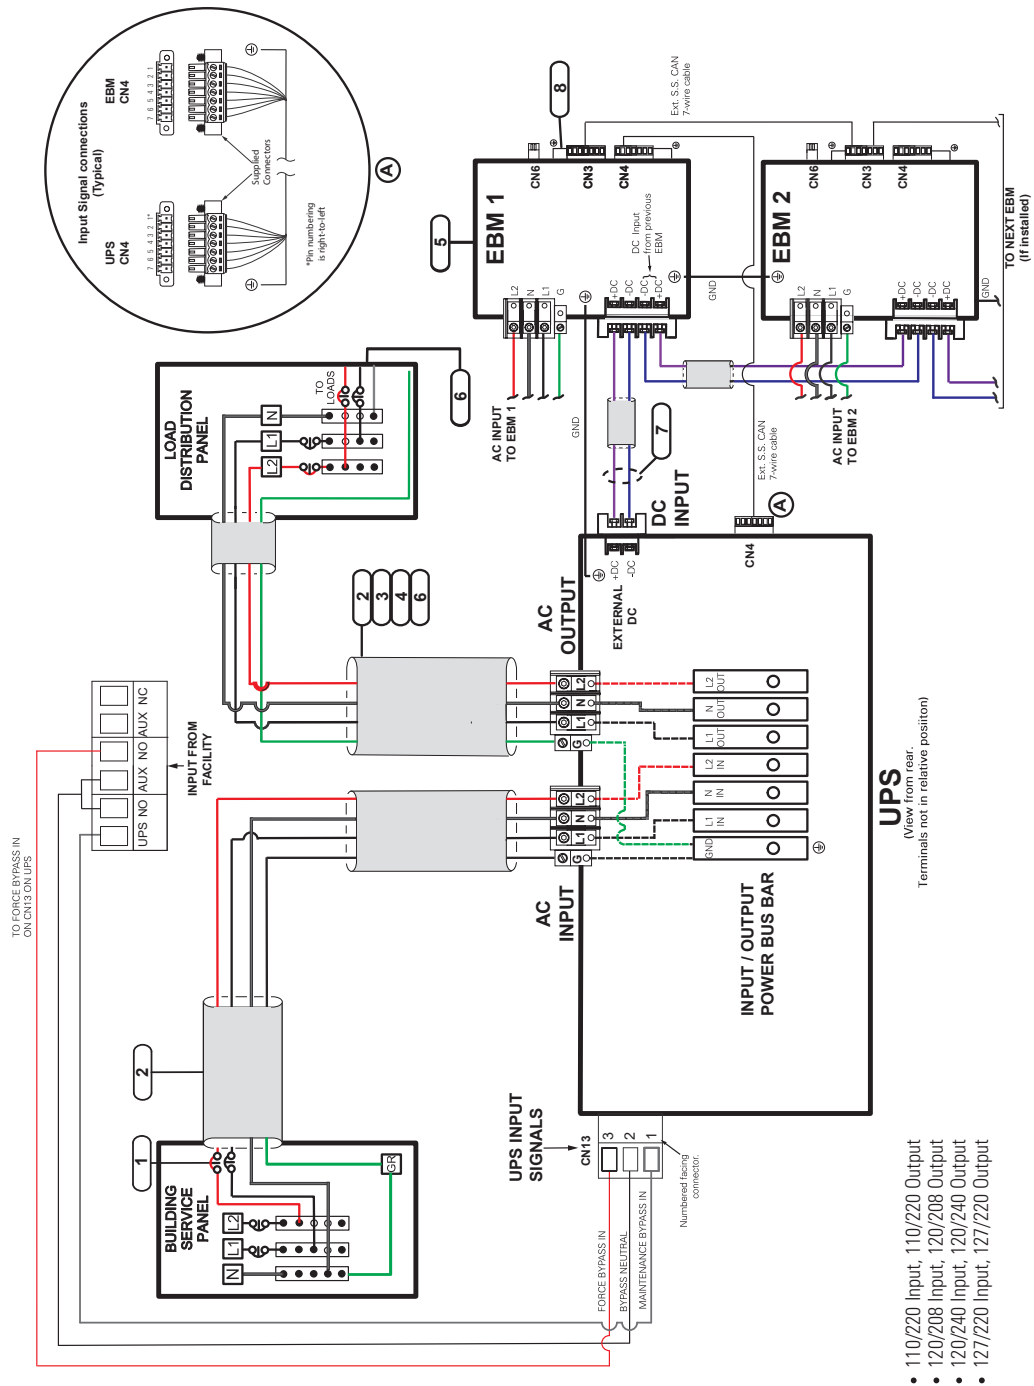 Input Signal connections
(Typical)
UPS
CN4
7 6 5 4 3 2 1*
EBM
CN4
7 6 5 4 3 2 1
Supplied
Connectors
*Pin numbering
is right-to-left
A
TO FORCE BYPASS IN
ON CN13 ON UPS
UPS NO
AUX NO
AUX NC
INPUT FROM
FACILITY
LOAD
DISTRIBUTION
PANEL
L2
L1
N
TO
LOADS
6
5
EBM 1
L2
N
L1
G
+DC
-DC
-DC
+DC
DC Input
from previous
EBM
CN6
CN3
CN4
8
Ext. S.S. CAN
7-wire cable
AC INPUT
TO EBM 1
GND
GND
EBM 2
L2
N
L1
G
+DC
-DC
-DC
+DC
CN6
CN3
CN4
GND
AC INPUT
TO EBM 2
TO NEXT EBM
(If installed)
7
Ext. S.S. CAN
7-wire cable
2
3
4
6
2
1
BUILDING
SERVICE
PANEL
N
L1
L2
GR
AC
INPUT
G
L1
N
L2
AC
OUTPUT
G
L1
N
L2
DC
INPUT
EXTERNAL
DC
+DC
-DC
CN4
A
GND
L1
IN
N
IN
L2
IN
L1
OUT
N
OUT
L2
OUT
INPUT / OUTPUT
POWER BUS BAR
UPS
(View from rear.
Terminals not in relative posiiton)
UPS INPUT
SIGNALS
CN13
3
2
1
Numbered facing
connector.
FORCE BYPASS IN
BYPASS NEUTRAL
MAINTENANCE BYPASS IN
• 110/220 Input, 110/220 Output
• 120/208 Input, 120/208 Output
• 120/240 Input, 120/240 Output
• 127/220 Input, 127/220 Output